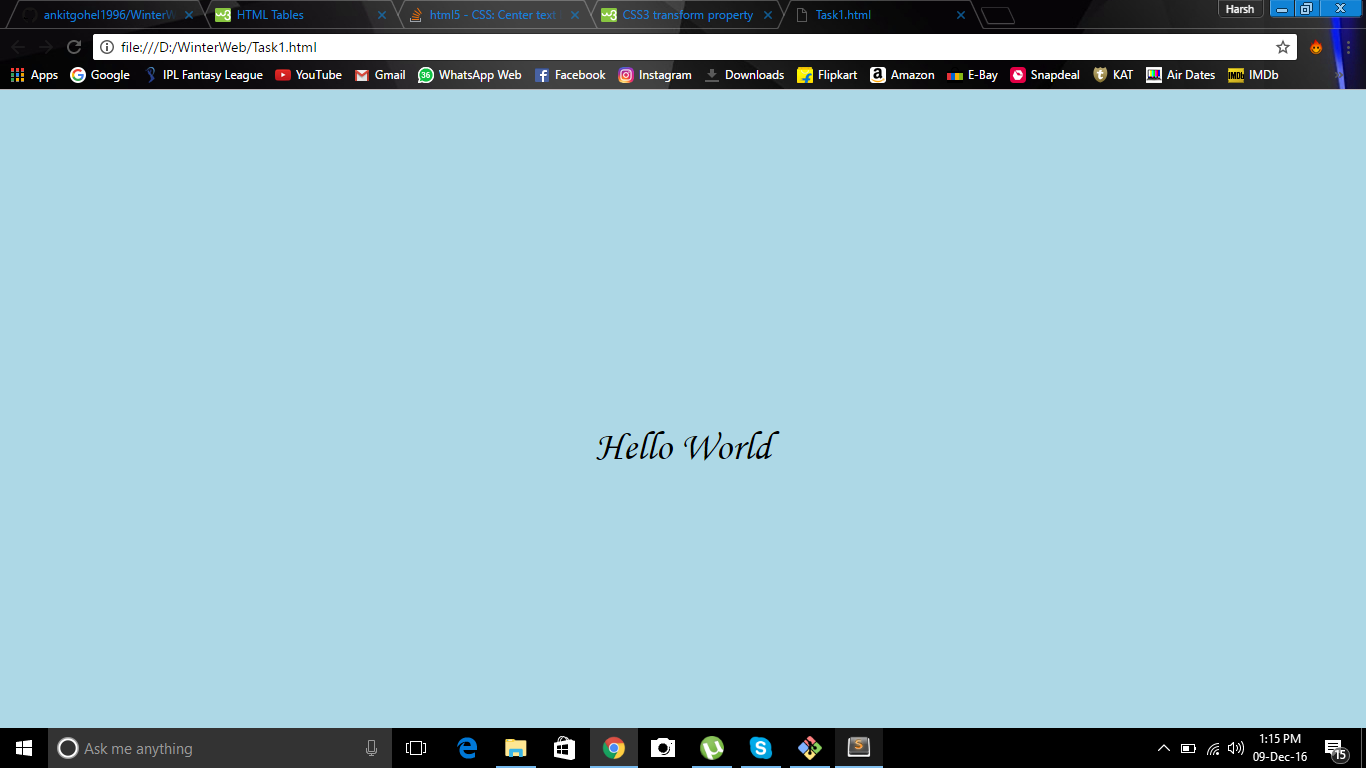 ankitgohel1996/WinterW
HTML Tables
html5 - CSS: Center text
CSS3 transform property
Task1.html
Harsh
file:///D:/WinterWeb/Task1.html
Apps
Google
IPL Fantasy League
YouTube
Gmail
36
WhatsApp Web
Facebook
Instagram
Downloads
Flipkart
Amazon
E-Bay
Snapdeal
KAT
Air Dates
IMDb
IMDb
Hello World
Ask me anything
1:15 PM
09-Dec-16
15